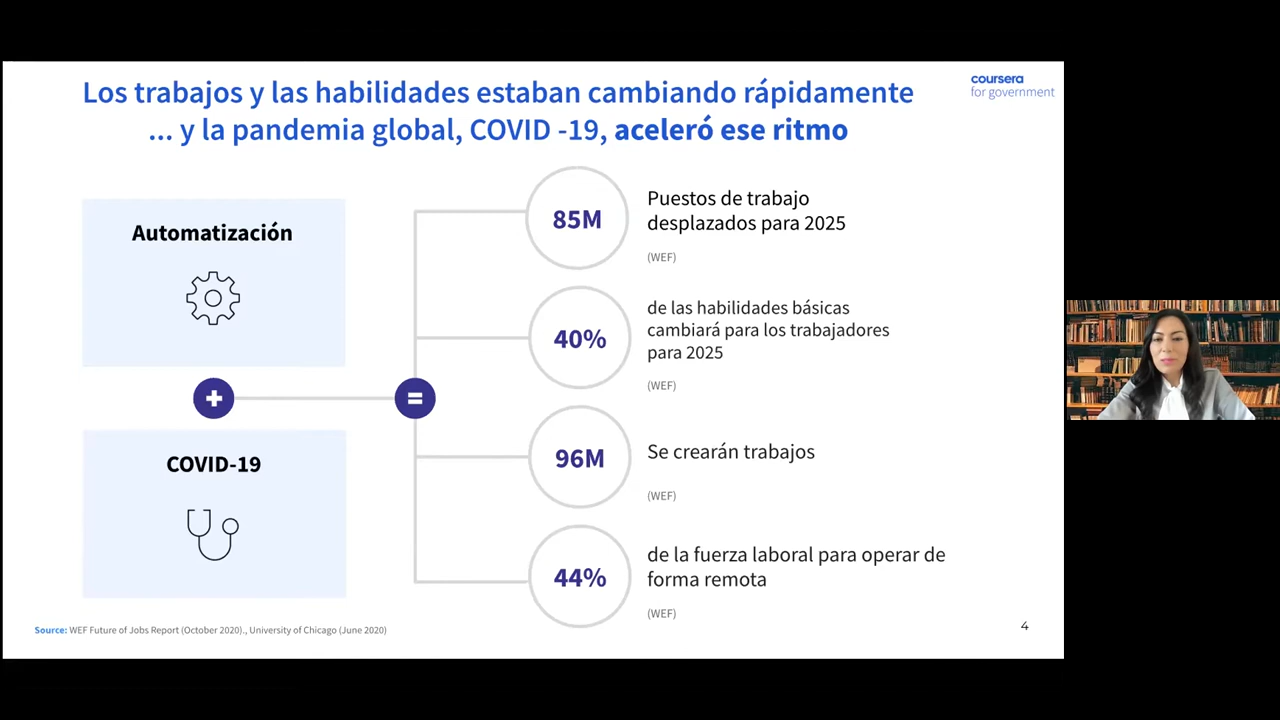 Los trabajos y las habilidades estaban cambiando rápidamente
... y la pandemia global, COVID -19, aceleró ese ritmo
coursera
for government
Automatización
COVID-19
85M
Puestos de trabajo
desplazados para 2025
(WEF)
40%
de las habilidades básicas
cambiará para los trabajadores
para 2025
(WEF)
96M
Se crearán trabajos
(WEF)
44%
de la fuerza laboral para operar de
forma remota
(WEF)
Source: WEF Future of Jobs Report (October 2020)., University of Chicago (June 2020)
4